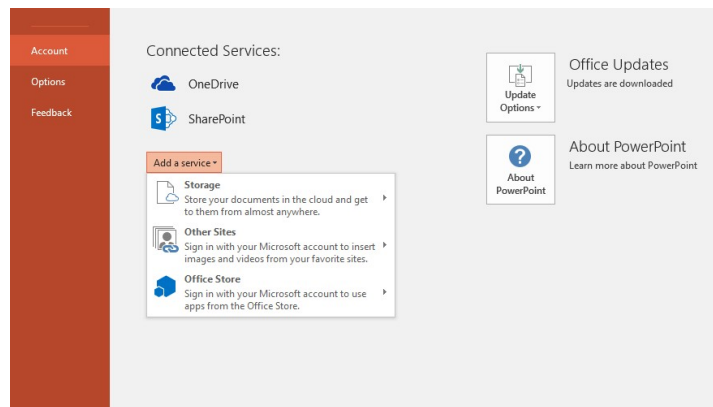 Account
Options
Feedback
Connected Services:
OneDrive
SharePoint
Add a service
Storage
Store your documents in the cloud and get
to them from almost anywhere.
Other Sites
Sign in with your Microsoft account to insert
images and videos from your favorite sites.
Office Store
Sign in with your Microsoft account to use
apps from the Office Store.
Update
Options
Office Updates
Updates are downloaded
About
PowerPoint
About PowerPoint
Learn more about PowerPoint